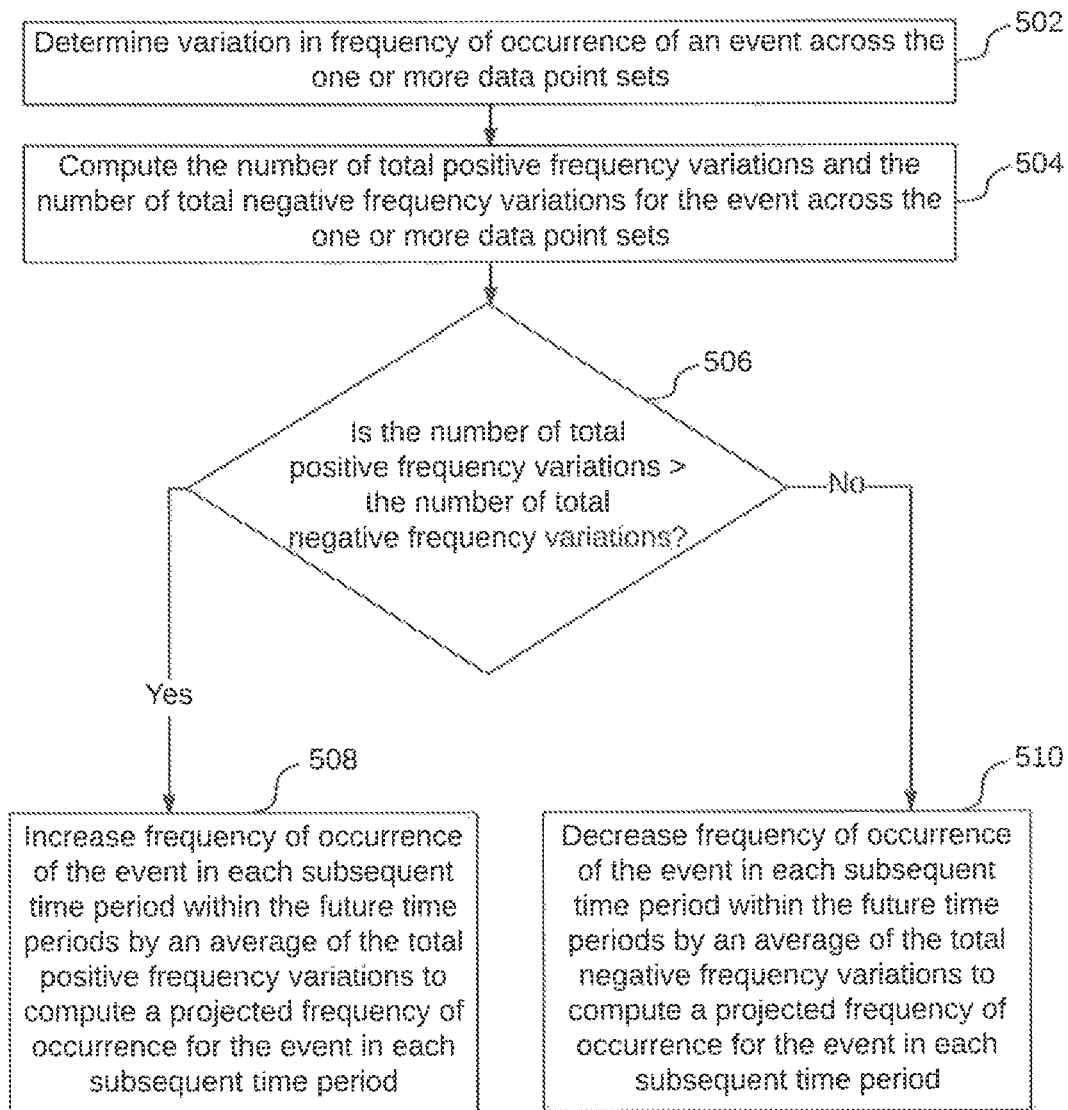 502
Determine variation in frequency of occurrence of an event across the
one or more data point sets
504
Compute the number of total positive frequency variations and the
number of total negative frequency variations for the event across the
one or more data point sets
506
Is the number of total
positive frequency variations >
the number of total
negative frequency variations?
No
Yes
508
Increase frequency of occurrence
of the event in each subsequent
time period within the future time
periods by an average of the total
positive frequency variations to
compute a projected frequency of
occurrence for the event in each
subsequent time period
510
Decrease frequency of occurrence
of the event in each subsequent
time period within the future time
periods by an average of the total
negative frequency variations to
compute a projected frequency of
occurrence for the event in each
subsequent time period